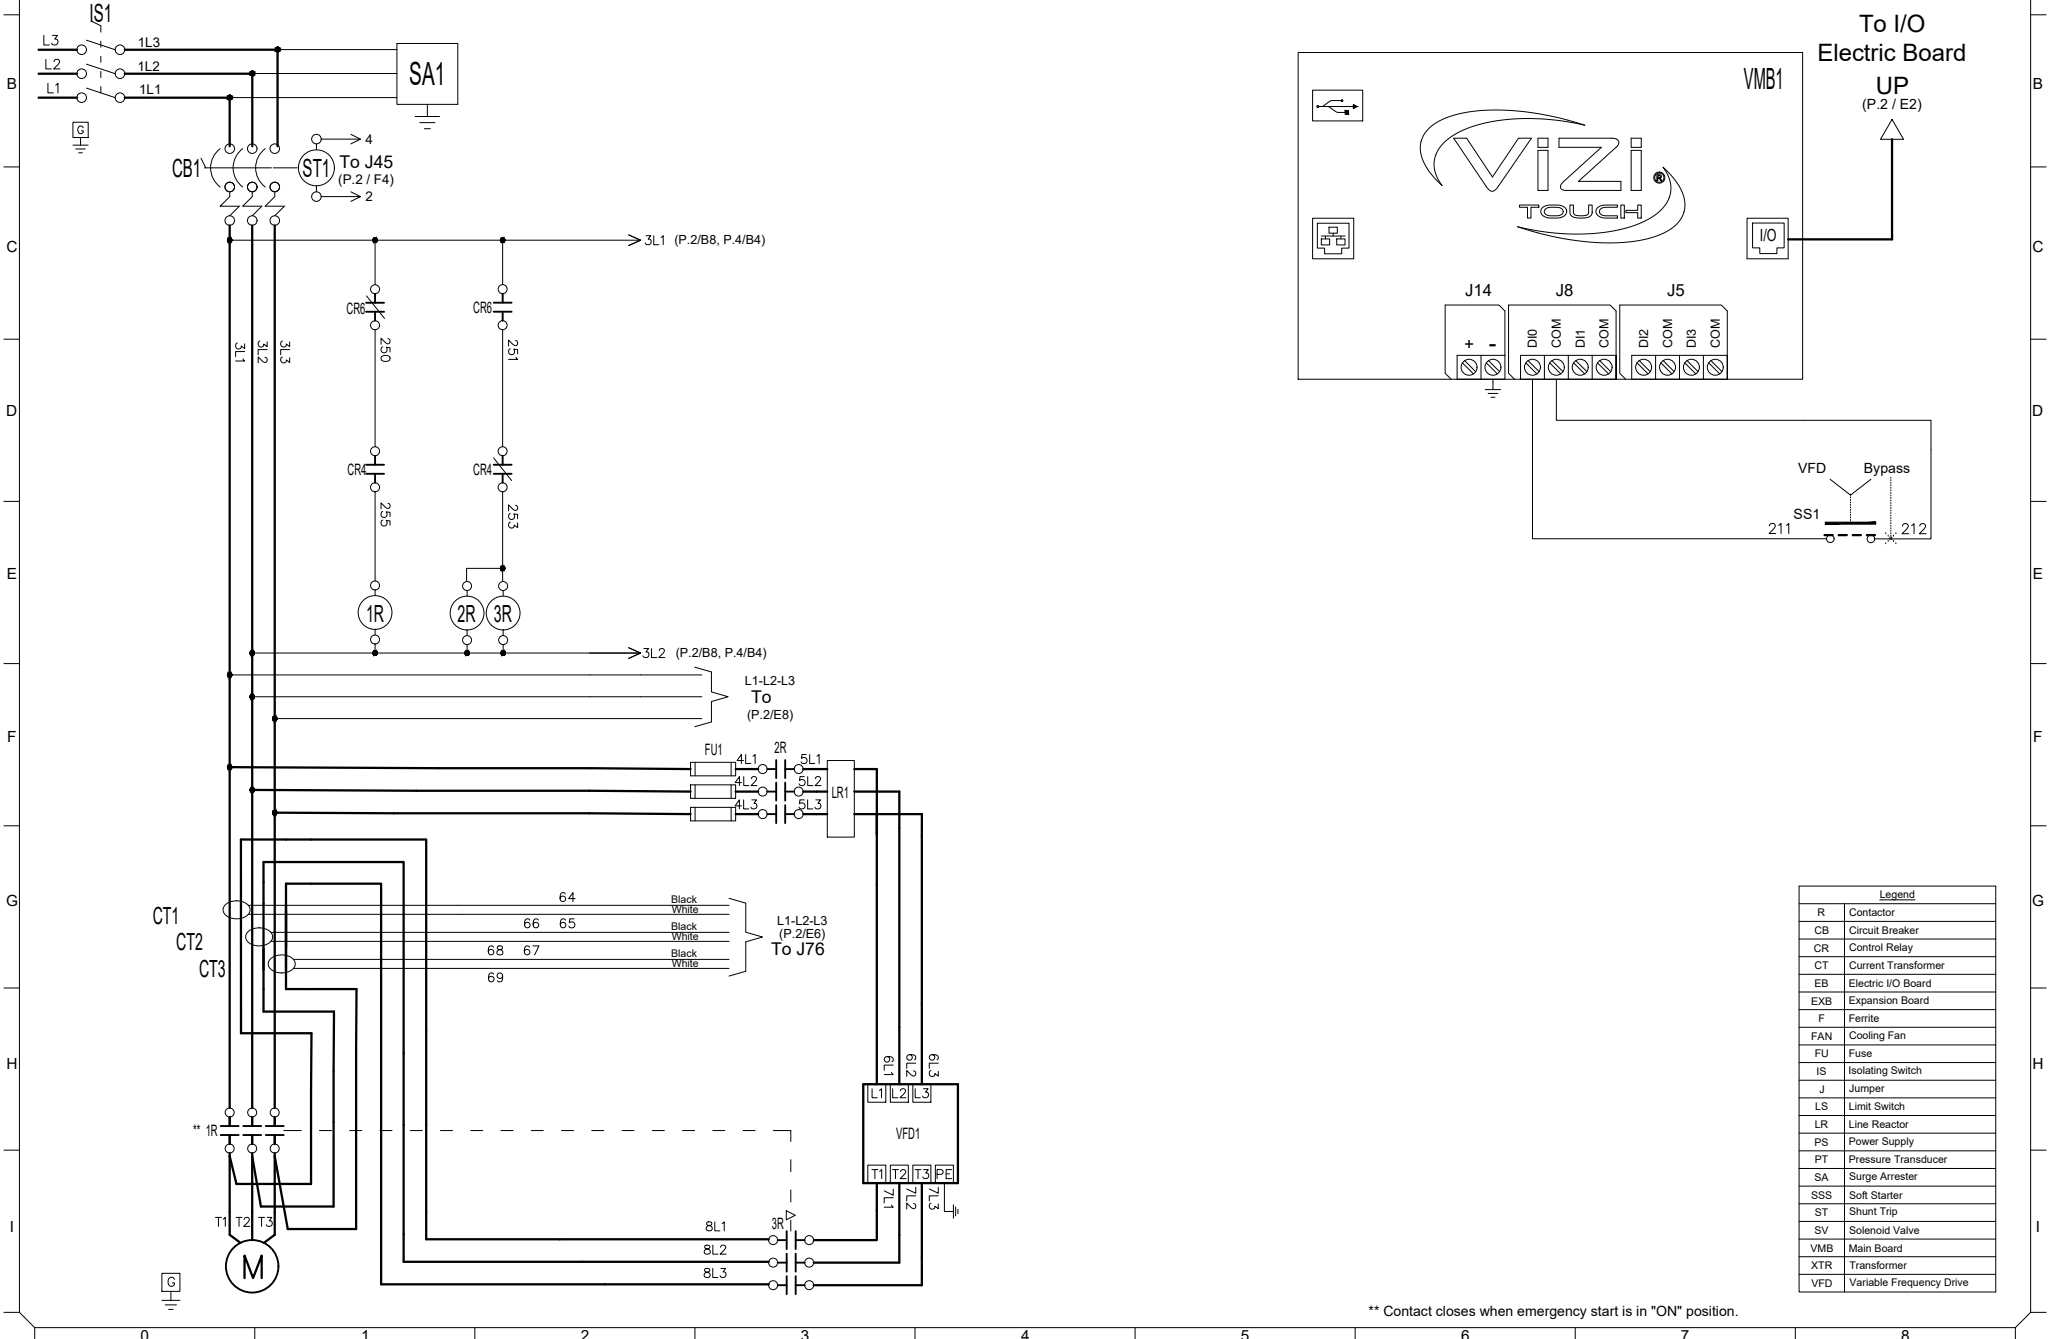 IS1
L3
1L3
L2
1L2
L1
1L1
SA1
G
CB1
ST1
4
To J45
(P.2 / F4)
2
To I/O
Electric Board
UP
(P.2 / E2)
VMB1
ViZi
®
TOUCH
I/O
J14
J8
J5
+
-
DI0
COM
DI1
COM
DI2
COM
DI3
COM
VFD
Bypass
SS1
211
212
3L1 (P.2/B8, P.4/B4)
CR6
CR6
3L1
3L2
3L3
250
251
CR4
CR4
255
253
1R
2R
3R
3L2 (P.2/B8, P.4/B4)
L1-L2-L3
To
(P.2/E8)
FU1
2R
4L1
5L1
4L2
5L2
4L3
5L3
LR1
CT1
CT2
CT3
64
66
65
68
67
69
Black
White
Black
White
Black
White
L1-L2-L3
(P.2/E6)
To J76
6L1
6L2
6L3
L1
L2
L3
VFD1
T1
T2
T3
PE
7L1
7L2
7L3
** 1R
3R
8L1
8L2
8L3
T1
T2
T3
M
G
Legend
R Contactor
CB Circuit Breaker
CR Control Relay
CT Current Transformer
EB Electric I/O Board
EXB Expansion Board
F Ferrite
FAN Cooling Fan
FU Fuse
IS Isolating Switch
J Jumper
LS Limit Switch
LR Line Reactor
PS Power Supply
PT Pressure Transducer
SA Surge Arrester
SSS Soft Starter
ST Shunt Trip
SV Solenoid Valve
VMB Main Board
XTR Transformer
VFD Variable Frequency Drive
** Contact closes when emergency start is in "ON" position.
B
C
D
E
F
G
H
I
B
C
D
E
F
G
H
I
0
1
2
3
4
5
6
7
8